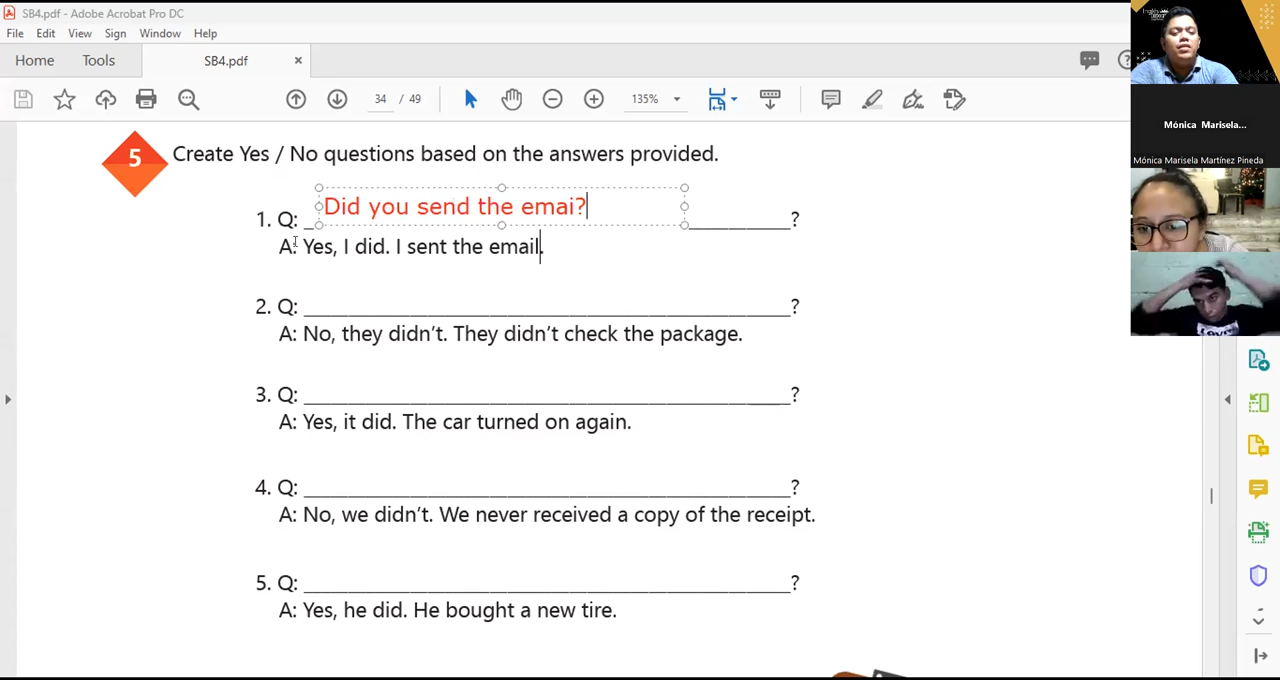 SB4.pdf - Adobe Acrobat Pro DC
File Edit View Sign Window Help
Home Tools SB4.pdf ×
34 / 49 135%
5 Create Yes / No questions based on the answers provided.
Did you send the emai?
1. Q: ?
A: Yes, I did. I sent the email.
2. Q: ?
A: No, they didn't. They didn't check the package.
3. Q: ?
A: Yes, it did. The car turned on again.
4. Q: ?
A: No, we didn't. We never received a copy of the receipt.
5. Q: ?
A: Yes, he did. He bought a new tire.
Mónica Marisela...
Mónica Marisela Martínez Pineda